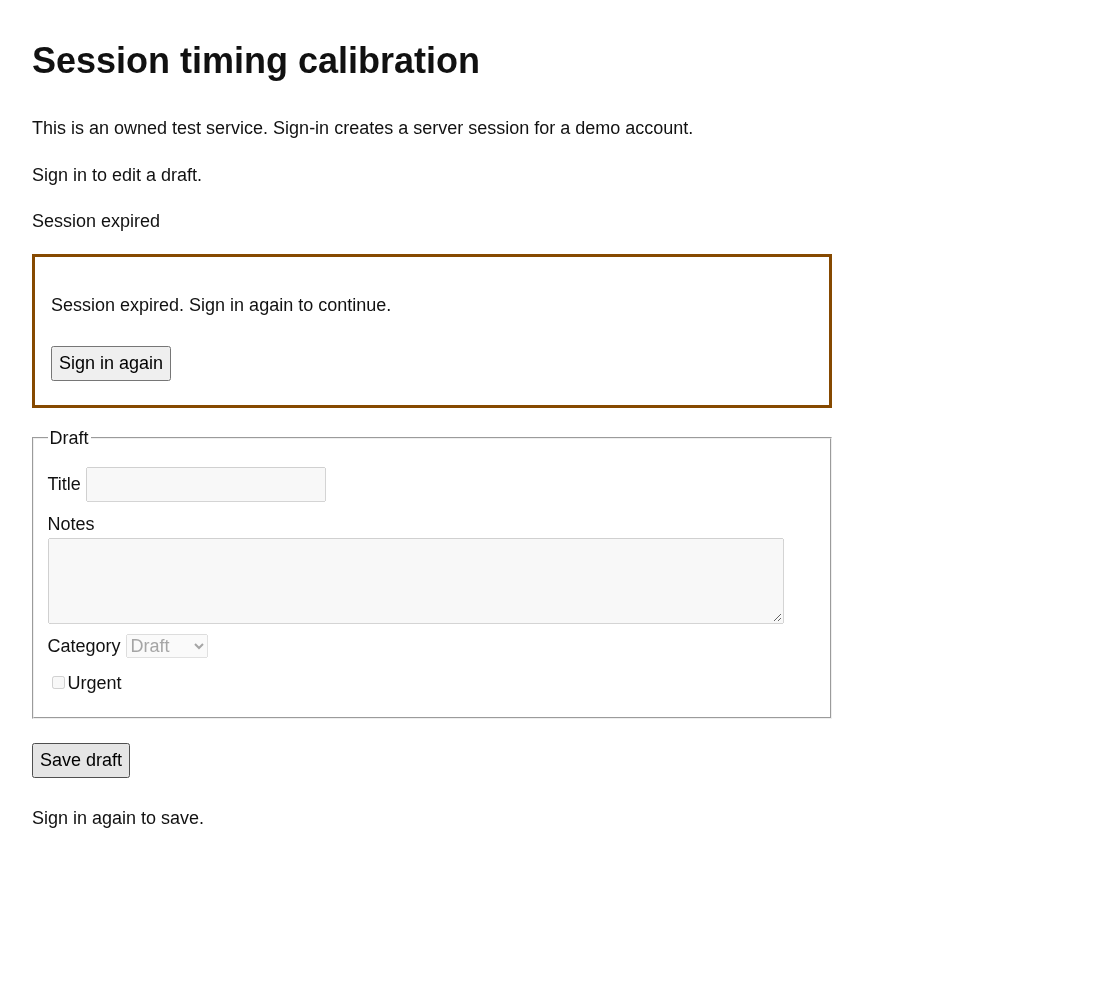 Session timing calibration
This is an owned test service. Sign-in creates a server session for a demo account.
Sign in to edit a draft.
Session expired
Session expired. Sign in again to continue.
Sign in again
Draft
Title
Notes
Category Draft
Urgent
Save draft
Sign in again to save.